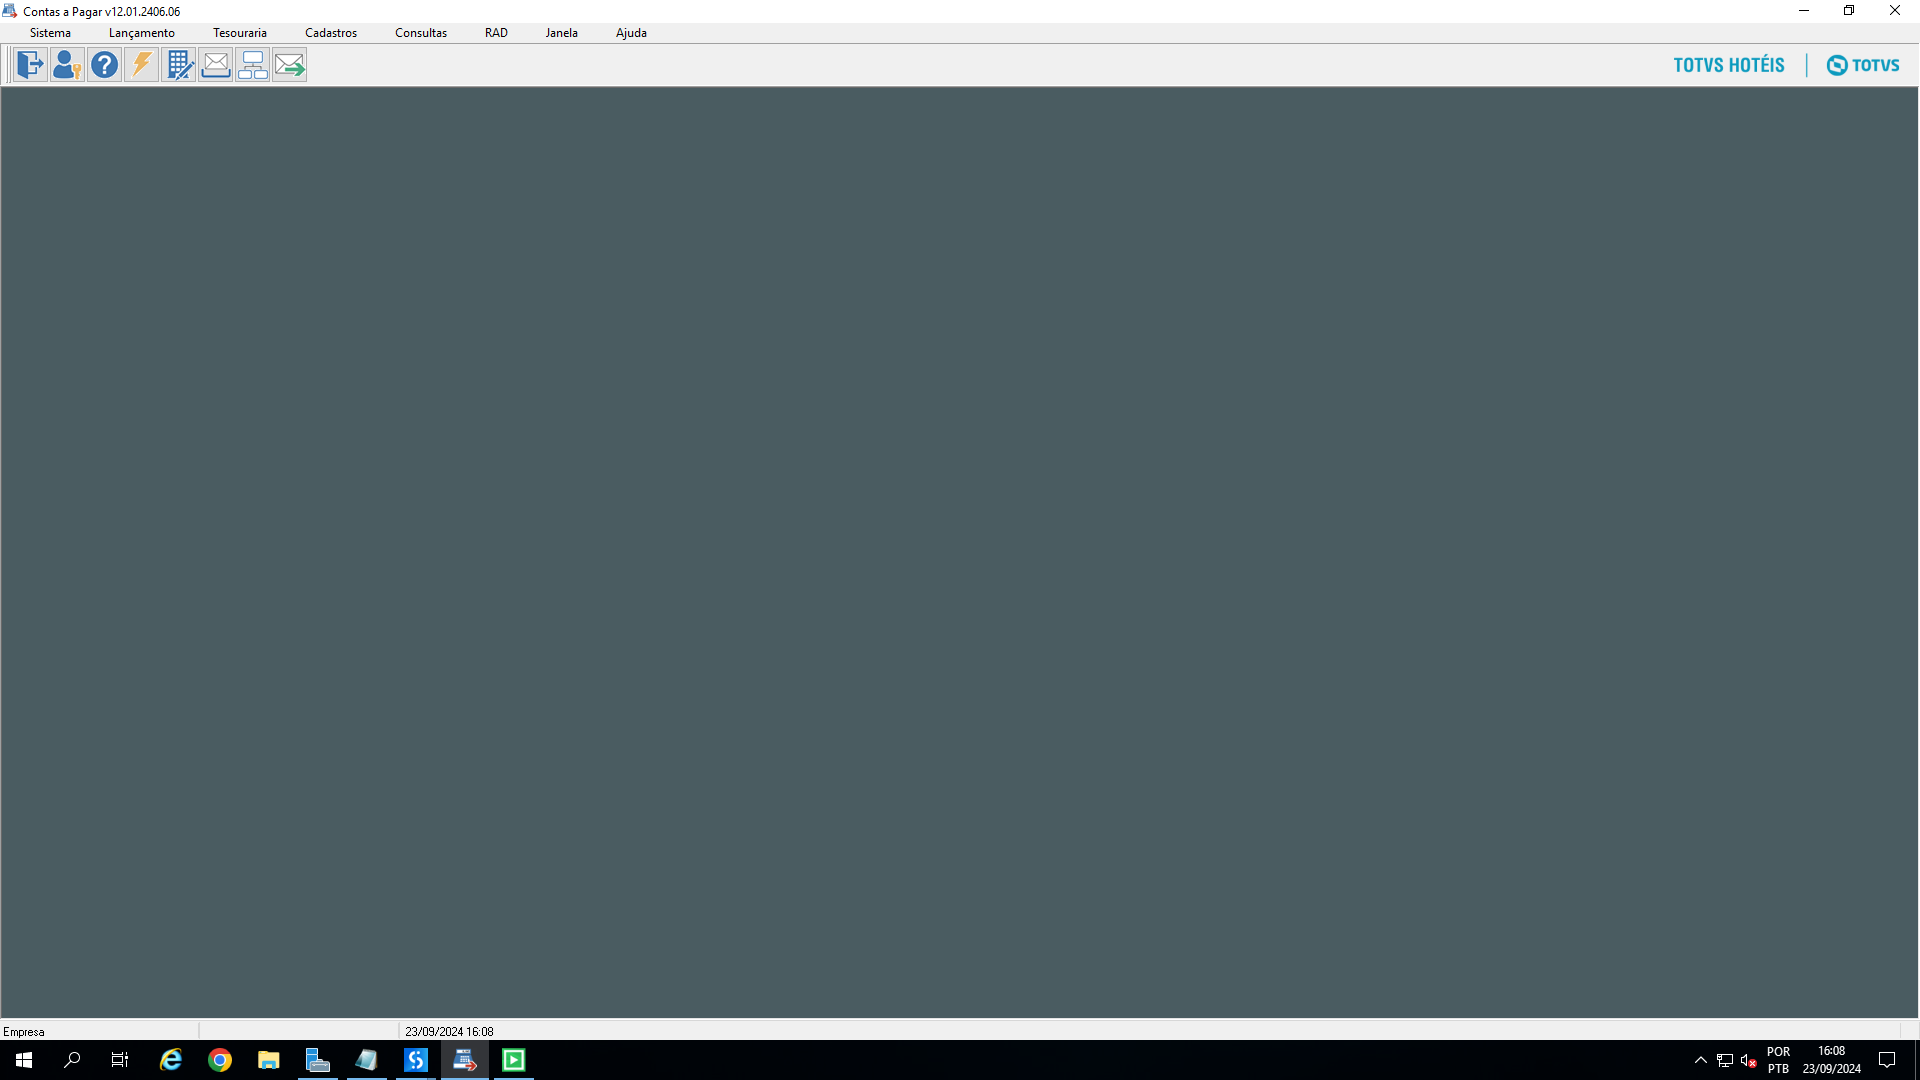 Contas a Pagar v12.01.2406.06
Sistema Lançamento Tesouraria Cadastros Consultas RAD Janela Ajuda
TOTVS HOTÉIS TOTVS
Empresa 23/09/2024 16:08
POR 16:08
PTB 23/09/2024